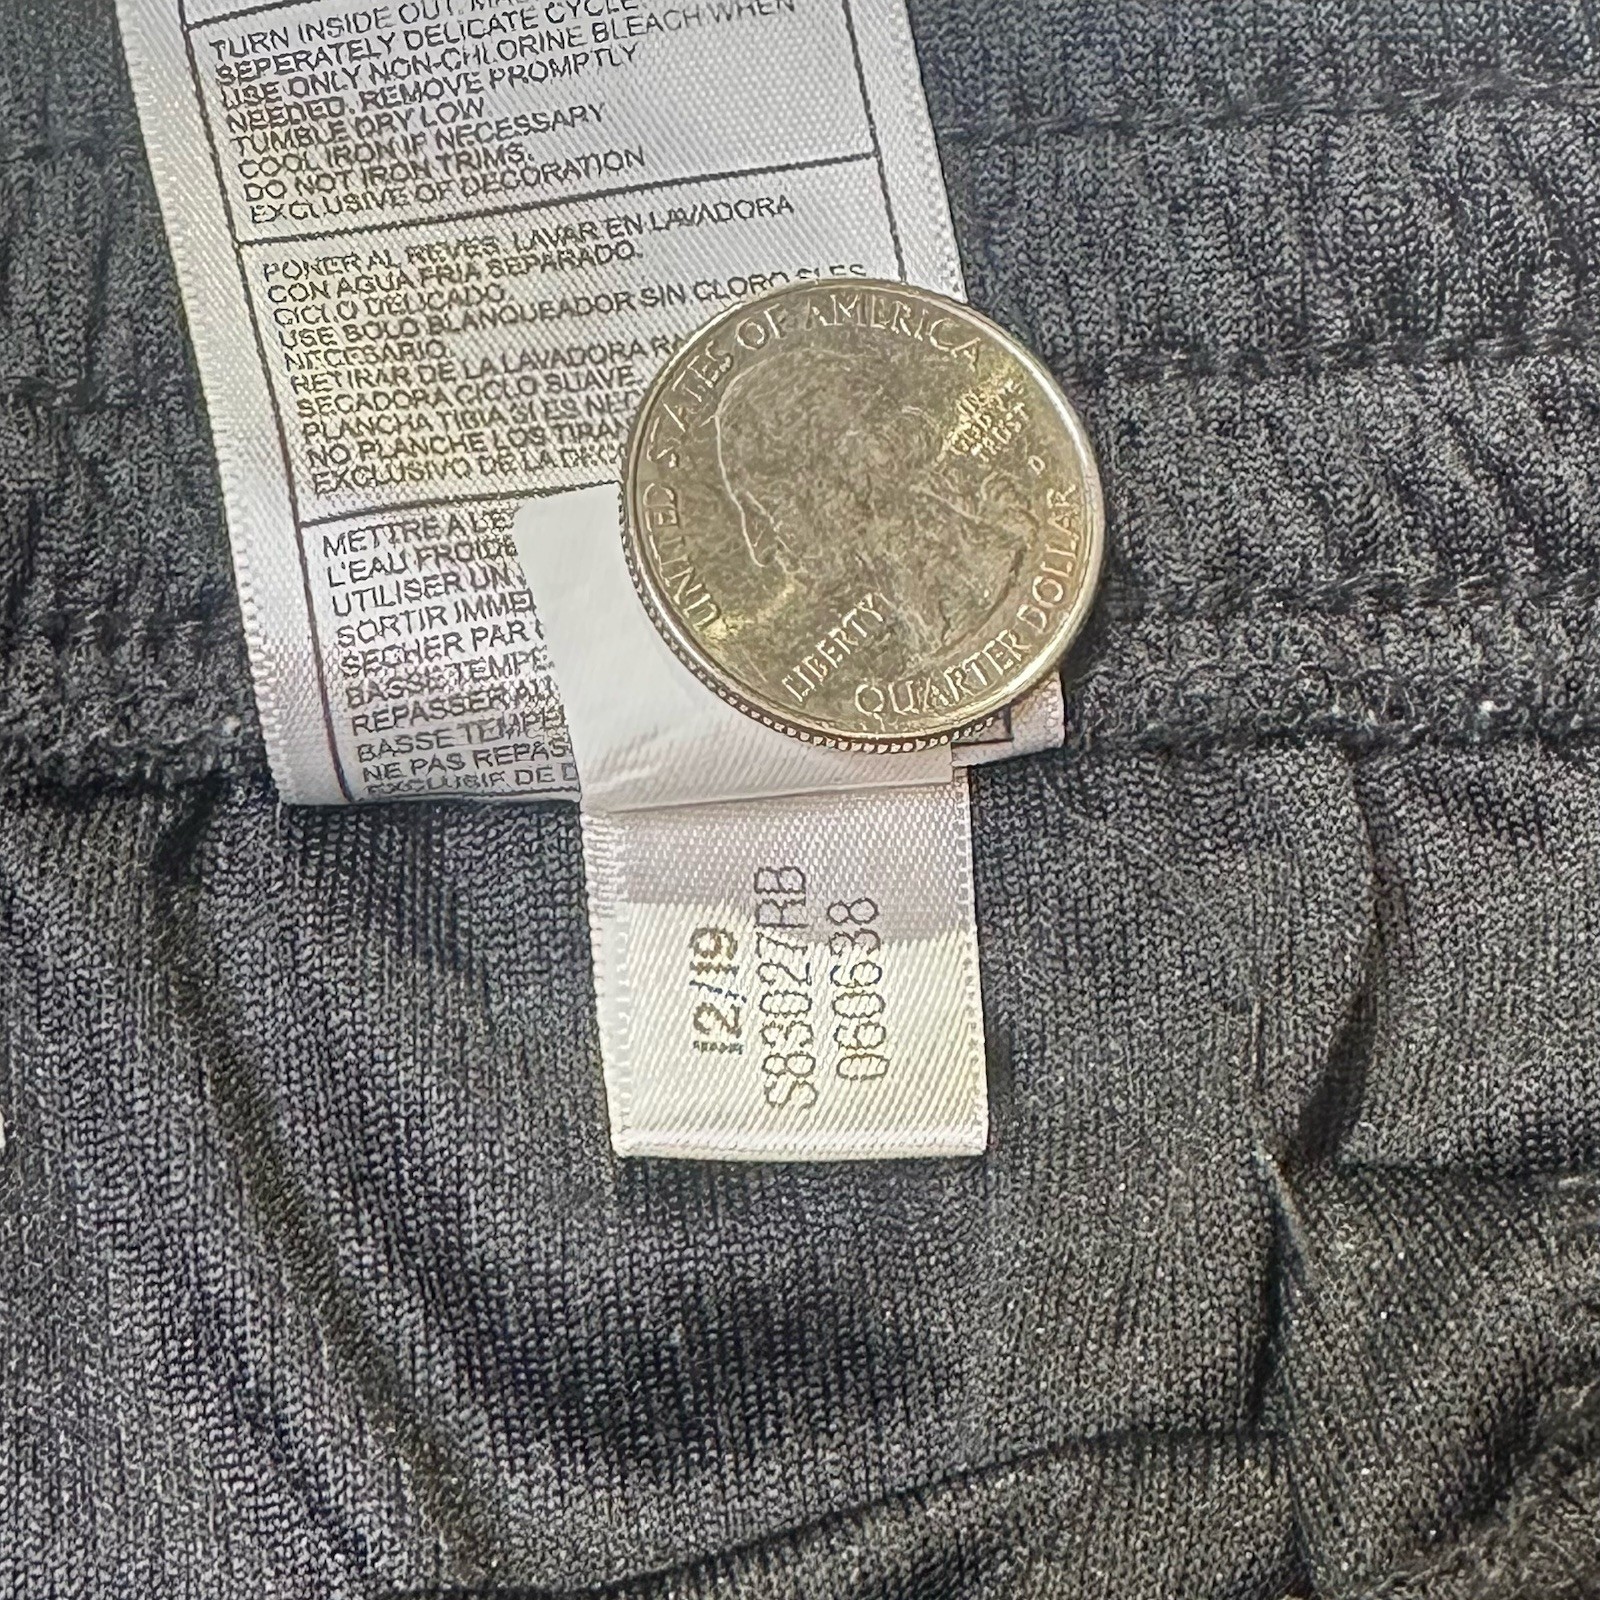 TURN INSIDE OUT.
SEPERATELY DELICATE CYCLE.
USE ONLY NON-CHLORINE BLEACH WHEN
NEEDED. REMOVE PROMPTLY
TUMBLE DRY LOW
COOL IRON IF NECESSARY
DO NOT IRON TRIMS.
EXCLUSIVE OF DECORATION
PONER AL REVES. LAVAR EN LAVADORA
CON AGUA FRIA SEPARADO.
CICLO DELICADO.
USE SOLO BLANQUEADOR SIN CLORO SI ES
NECESARIO.
RETIRAR DE LA LAVADORA
SECADORA CICLO SUAVE.
PLANCHA TIBIA SI ES
NO PLANCHE LOS
EXCLUSIVO DE LA
METTRE A
L'EAU FROIDE
UTILISER UN
SORTIR
SECHER PAR
BASSE
REPASSER
BASSE
NE PAS
EXCLUSIF DE
UNITED STATES OF AMERICA
IN
GOD WE
TRUST
D
LIBERTY
QUARTER DOLLAR
12/19
S83027RB
060638